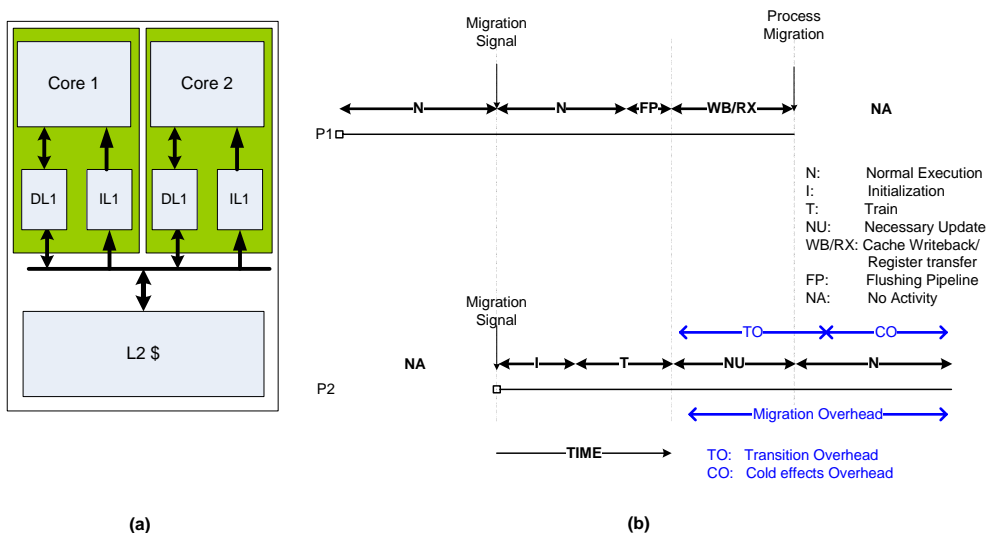 Core 1
Core 2
DL1
IL1
DL1
IL1
L2 $
(a)
Migration
Signal
Process
Migration
N
N
FP
WB/RX
NA
P1
N: Normal Execution
I: Initialization
T: Train
NU: Necessary Update
WB/RX: Cache Writeback/
Register transfer
FP: Flushing Pipeline
NA: No Activity
Migration
Signal
TO
CO
NA
I
T
NU
N
P2
Migration Overhead
TIME
TO: Transition Overhead
CO: Cold effects Overhead
(b)